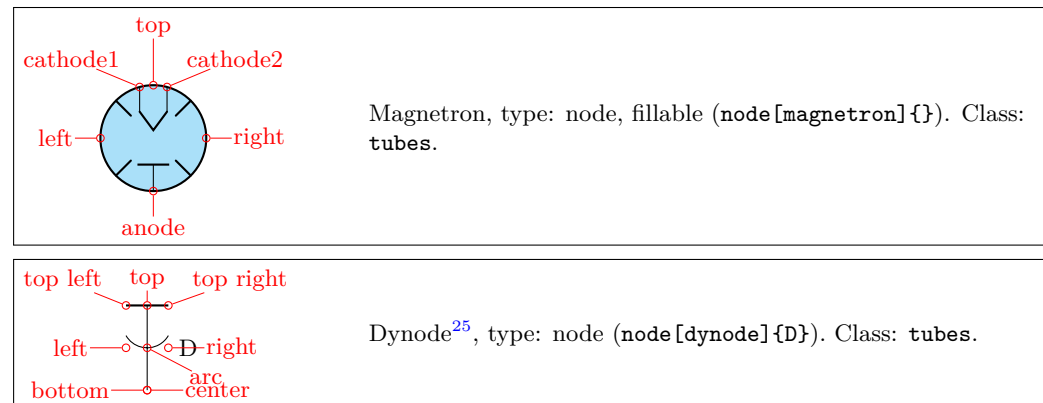 top
cathode1 cathode2
left right
anode
Magnetron, type: node, fillable (node[magnetron]{}). Class:
tubes.
top left top top right
left D right
arc
bottom center
Dynode25, type: node (node[dynode]{D}). Class: tubes.